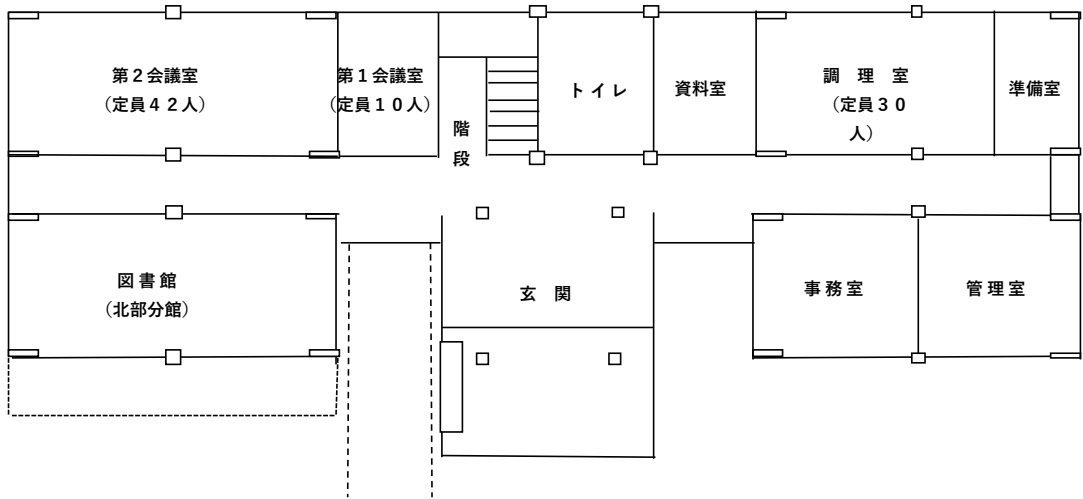 第２会議室
（定員４２人）
第１会議室
（定員１０人）
階
段
トイレ
資料室
調　理　室
（定員３０
人）
準備室
図書館
（北部分館）
玄　関
事務室
管理室